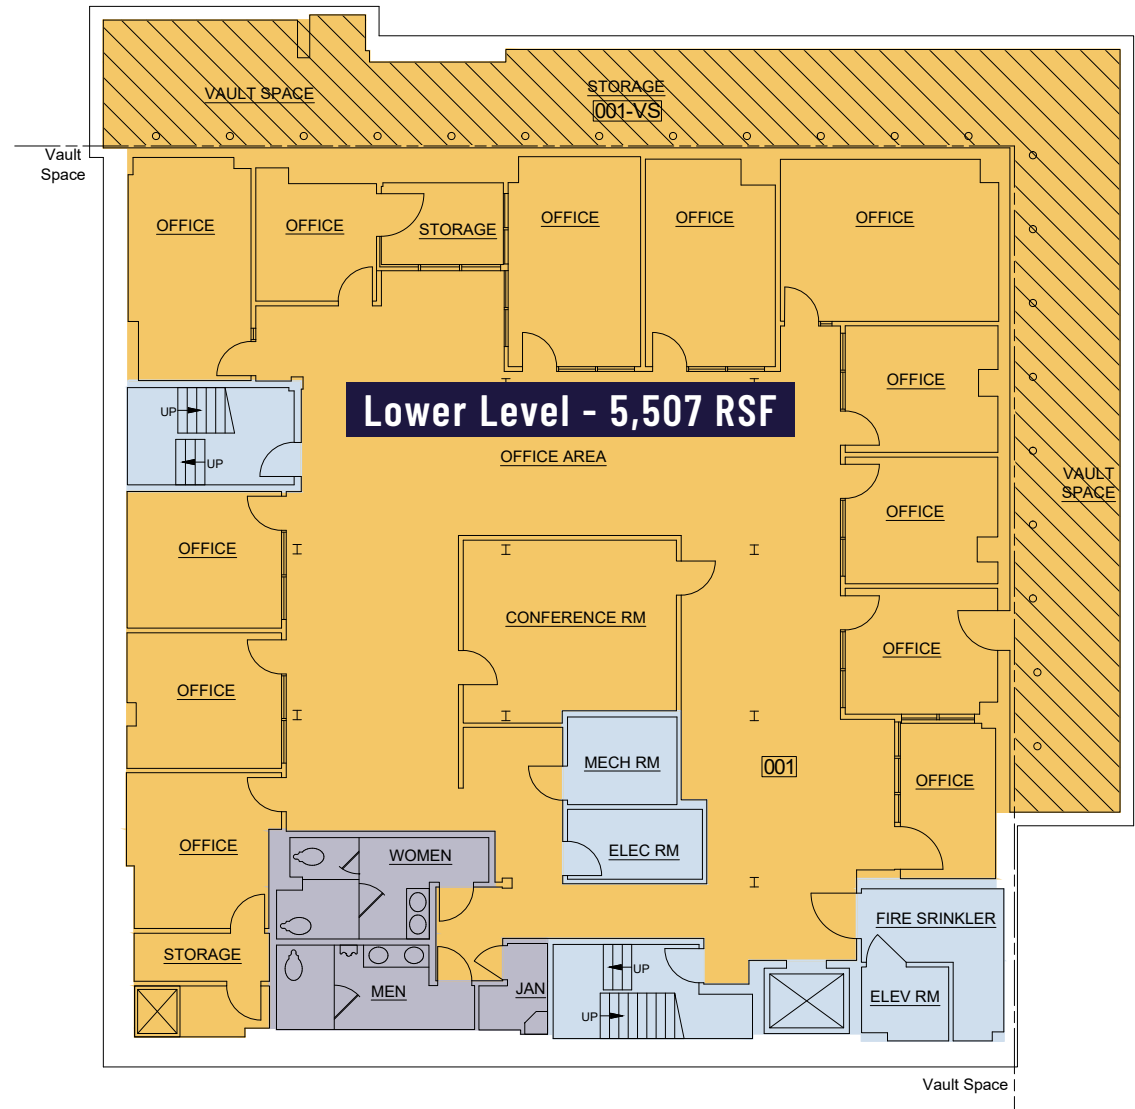 VAULT SPACE
STORAGE
001-VS
Vault
Space
OFFICE
OFFICE
STORAGE
OFFICE
OFFICE
OFFICE
OFFICE
UP
UP
Lower Level - 5,507 RSF
OFFICE AREA
VAULT
SPACE
OFFICE
OFFICE
CONFERENCE RM
OFFICE
OFFICE
MECH RM
001
OFFICE
OFFICE
WOMEN
ELEC RM
FIRE SRINKLER
STORAGE
UP
MEN
JAN
ELEV RM
UP
Vault Space